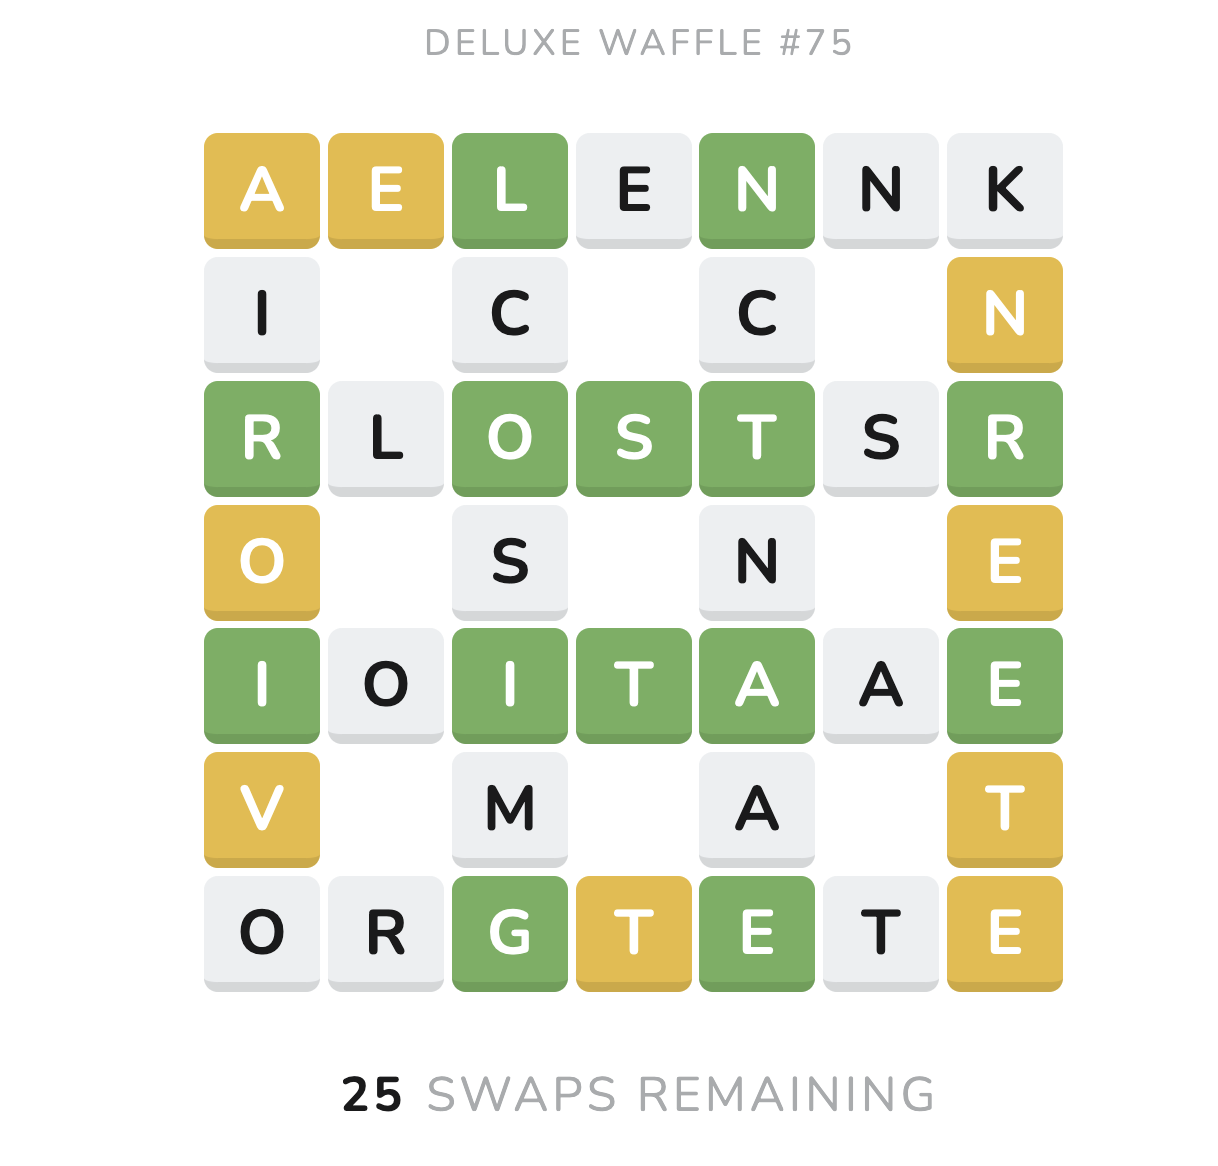 DELUXE WAFFLE #75
A E L E N N K
I C C N
R L O S T S R
O S N E
I O I T A A E
V M A T
O R G T E T E
25 SWAPS REMAINING